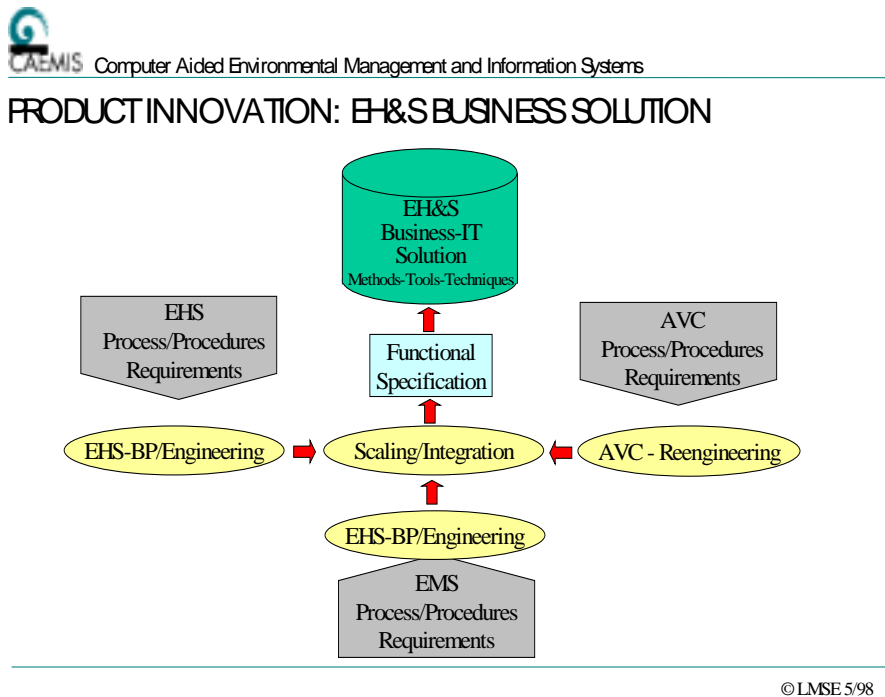 CAEMIS Computer Aided Environmental Management and Information Systems
PRODUCT INNOVATION: EH&S BUSINESS SOLUTION
EH&S
Business-IT
Solution
Methods-Tools-Techniques
EHS
Process/Procedures
Requirements
AVC
Process/Procedures
Requirements
Functional
Specification
EHS-BP/Engineering
Scaling/Integration
AVC - Reengineering
EHS-BP/Engineering
EMS
Process/Procedures
Requirements
© LMSE 5/98